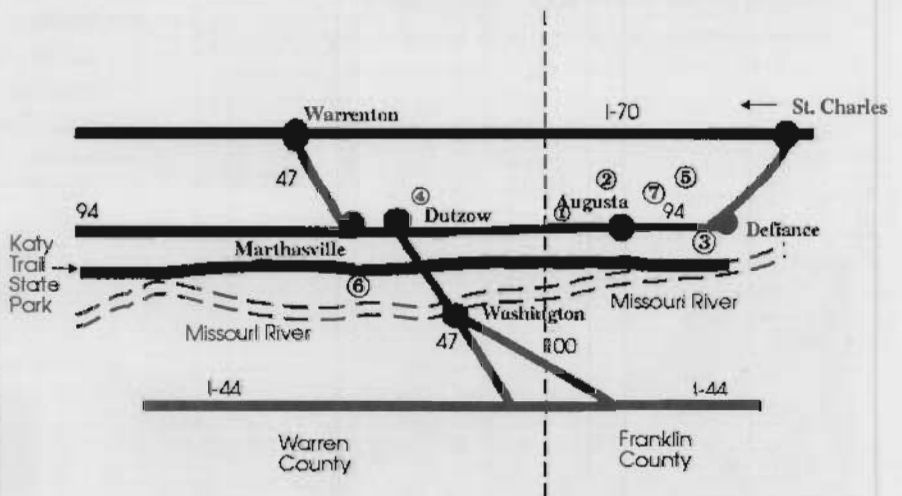 I-70
← St. Charles
Warrenton
47
④
②
⑦
⑤
94
Dutzow
①
Augusta
94
Defiance
③
Marthasville
Katy
Trail →
State
Park
⑥
Missouri River
Missouri River
Washington
47
100
I-44
I-44
Warren
County
Franklin
County